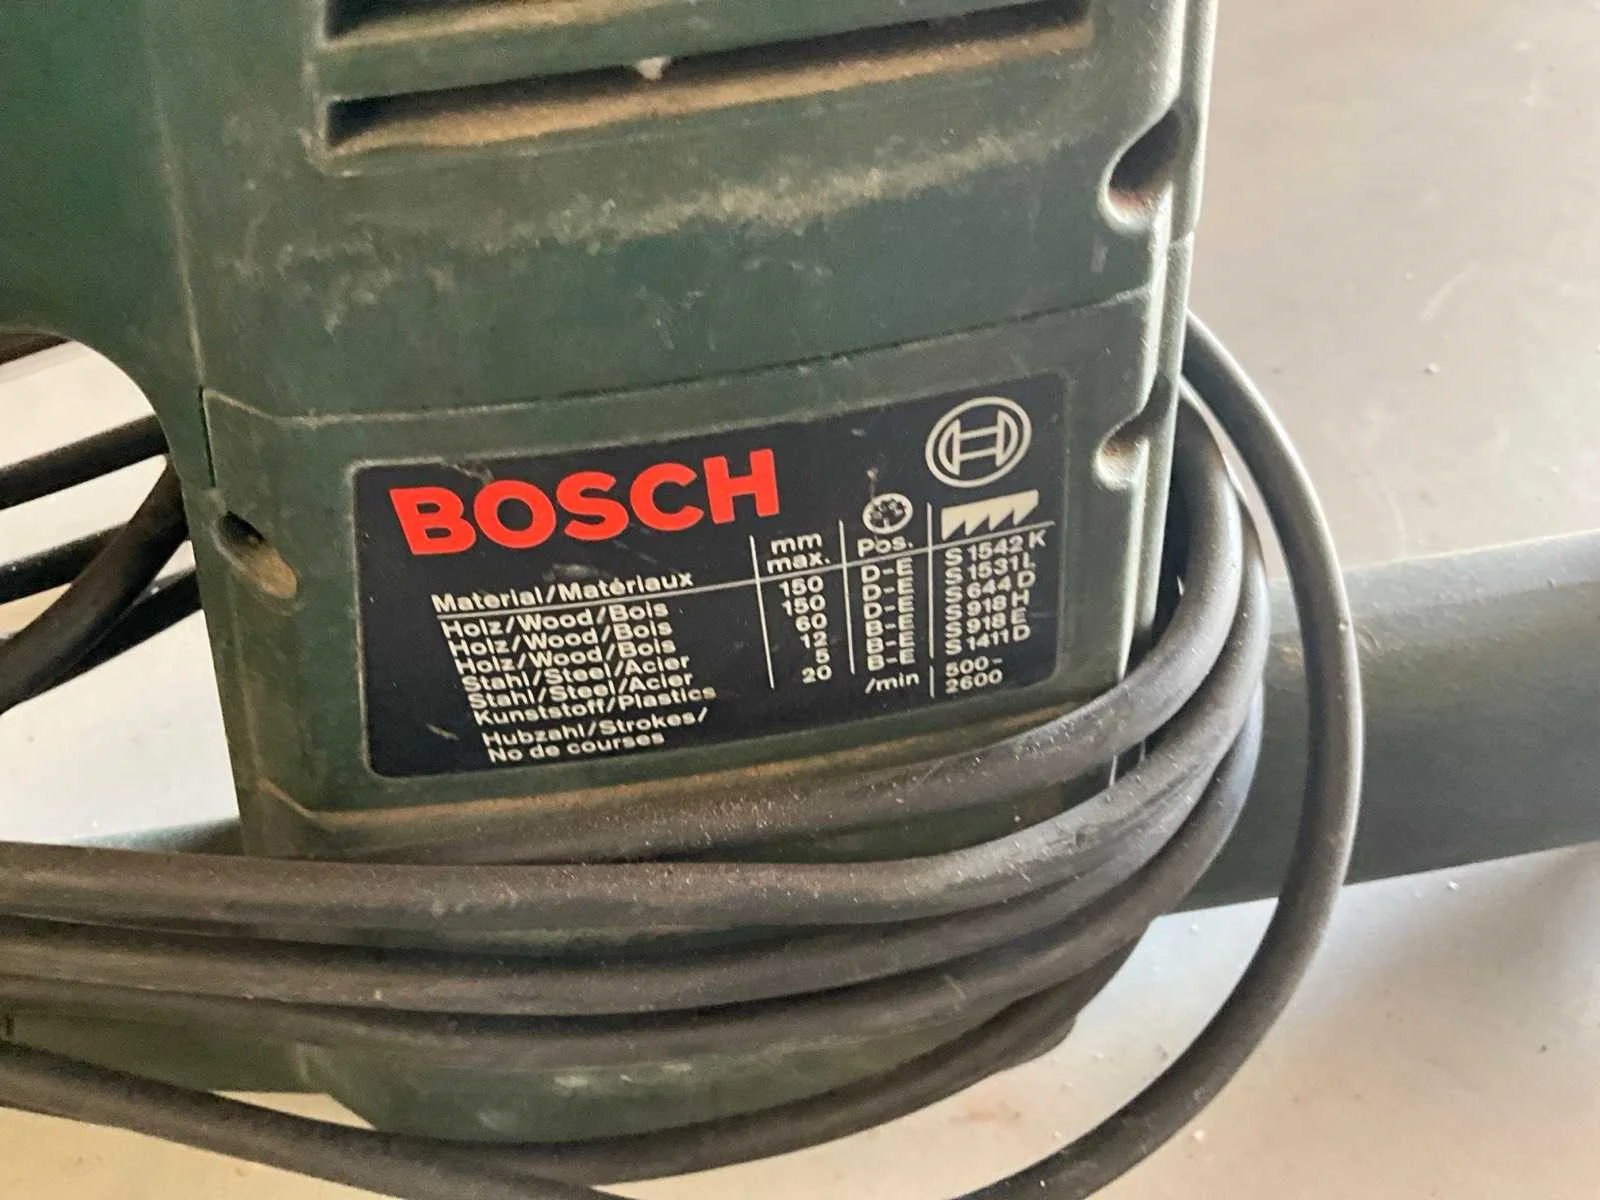 BOSCH
Material/Matériaux mm max. Pos.
Holz/Wood/Bois 150 D-E S 1542 K
Holz/Wood/Bois 150 D-E S 1531 L
Holz/Wood/Bois 60 D-E S 644 D
Stahl/Steel/Acier 12 B-E S 918 H
Stahl/Steel/Acier 5 B-E S 918 E
Kunststoff/Plastics 20 B-E S 1411 D
Hubzahl/Strokes/ /min 500-
No de courses 2600